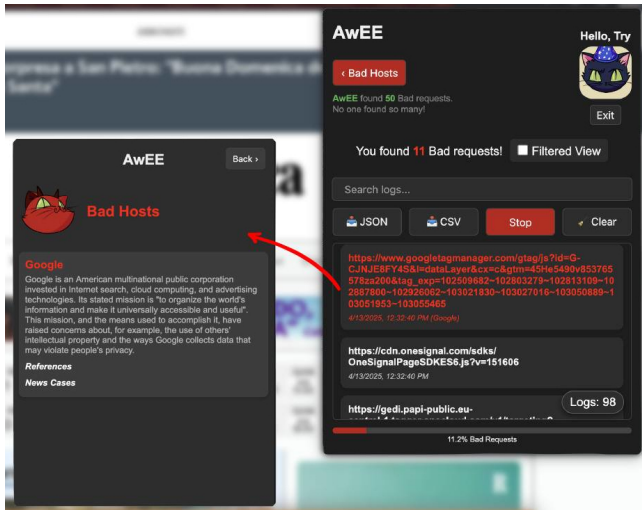 orpresa a San Pietro: "Buona Domenica d
Santa"
AwEE
Back ›
Bad Hosts
Google
Google is an American multinational public corporation
invested in Internet search, cloud computing, and advertising
technologies. Its stated mission is "to organize the world's
information and make it universally accessible and useful".
This mission, and the means used to accomplish it, have
raised concerns about, for example, the use of others'
intellectual property and the ways Google collects data that
may violate people's privacy.
References
News Cases
AwEE
Hello, Try
‹ Bad Hosts
AwEE found 50 Bad requests.
No one found so many!
Exit
You found 11 Bad requests!
Filtered View
Search logs...
JSON
CSV
Stop
Clear
https://www.googletagmanager.com/gtag/js?id=G-
CJNJE8FY4S&l=dataLayer&cx=c&gtm=45He5490v853765
578za200&tag_exp=102509682~102803279~102813109~10
2887800~102926062~103021830~103027016~103050889~1
03051953~103055465
4/13/2025, 12:32:40 PM (Google)
https://cdn.onesignal.com/sdks/
OneSignalPageSDKES6.js?v=151606
4/13/2025, 12:32:40 PM
https://gedi.papi-public.eu-
Logs: 98
11.2% Bad Requests